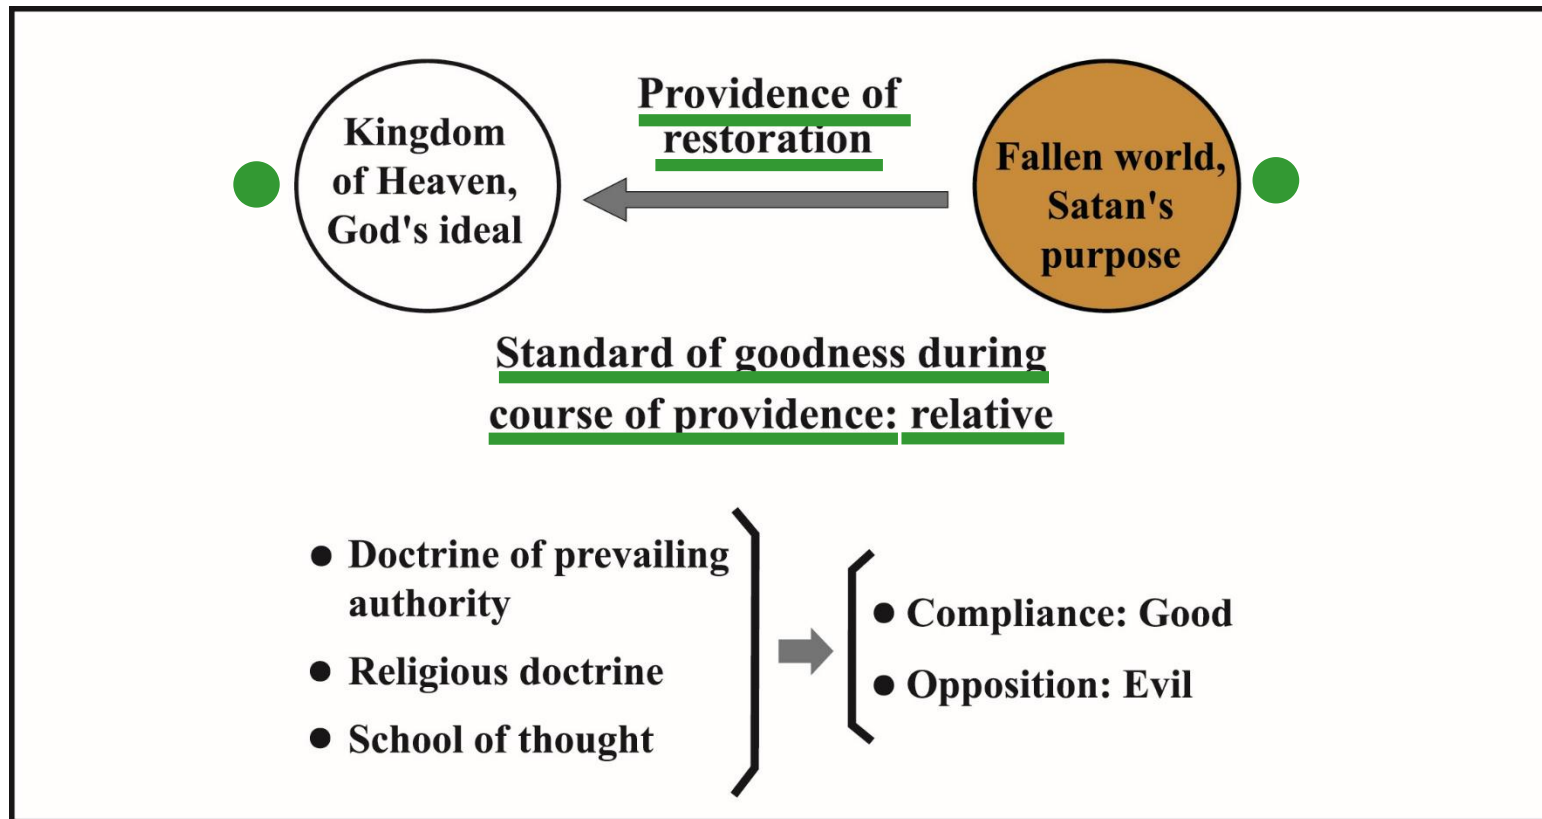 Kingdom
of Heaven,
God's ideal
Providence of
restoration
Fallen world,
Satan's
purpose
Standard of goodness during
course of providence: relative
● Doctrine of prevailing
authority
● Religious doctrine
● School of thought
● Compliance: Good
● Opposition: Evil